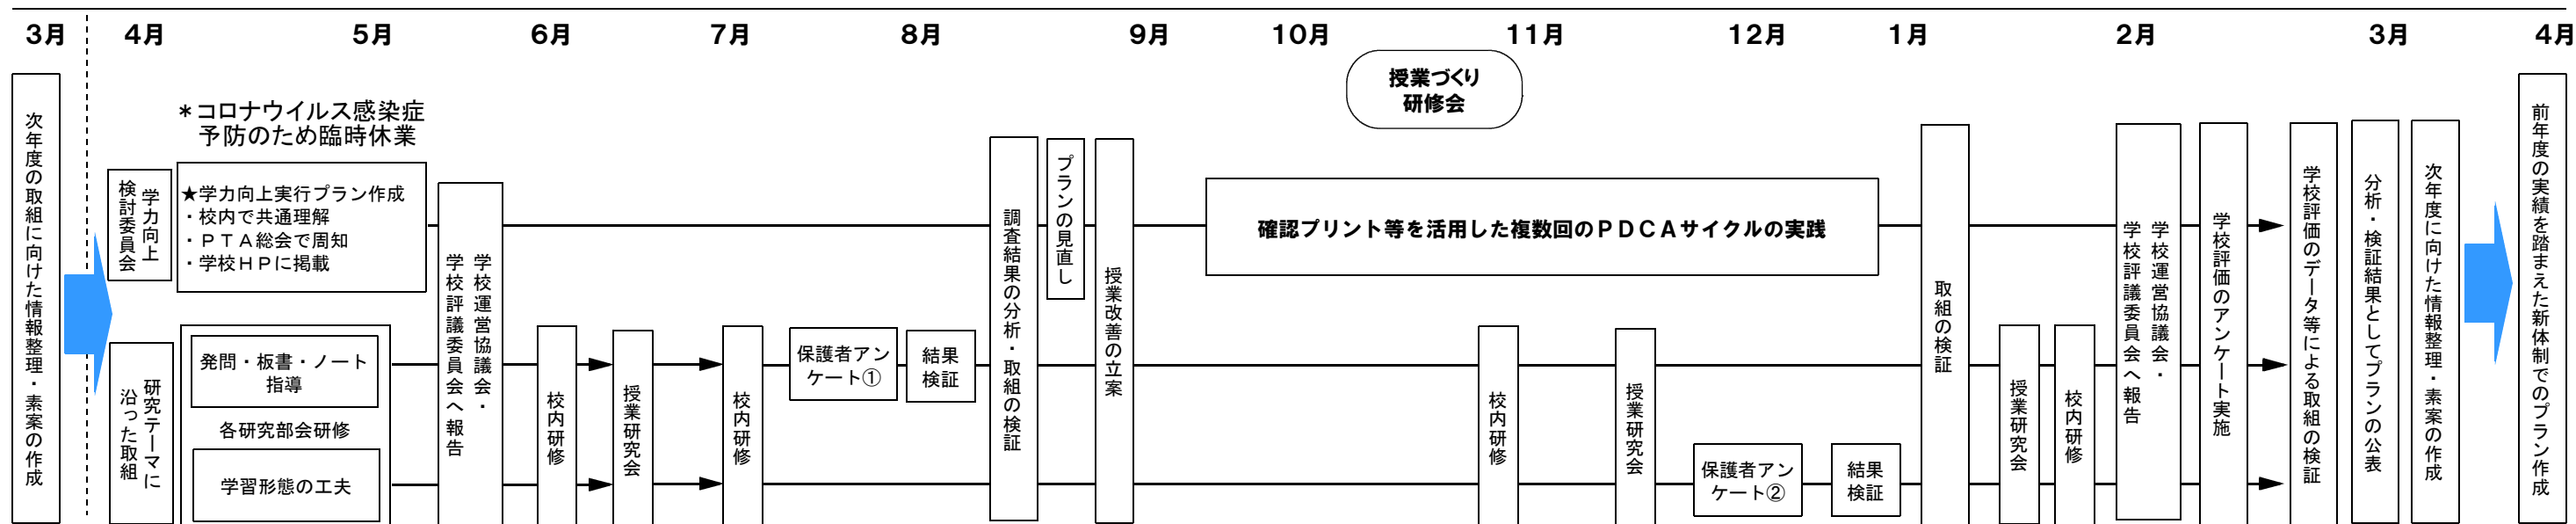 3月
4月
5月
6月
7月
8月
9月
10月
11月
12月
1月
2月
3月
4月
次年度の取組に向けた情報整理・素案の作成
*コロナウイルス感染症
予防のため臨時休業
学力向上
検討委員会
★学力向上実行プラン作成
・校内で共通理解
・PTA総会で周知
・学校HPに掲載
研究テーマに
沿った取組
発問・板書・ノート
指導
各研究部会研修
学習形態の工夫
学校運営協議会・
学校評議委員会へ報告
校内研修
授業研究会
校内研修
保護者アン
ケート①
結果
検証
調査結果の分析・取組の検証
プランの見直し
授業改善の立案
授業づくり
研修会
確認プリント等を活用した複数回のPDCAサイクルの実践
校内研修
授業研究会
保護者アン
ケート②
結果
検証
取組の検証
授業研究会
校内研修
学校運営協議会・
学校評議委員会へ報告
学校評価のアンケート実施
学校評価のデータ等による取組の検証
分析・検証結果としてプランの公表
次年度に向けた情報整理・素案の作成
前年度の実績を踏まえた新体制でのプラン作成